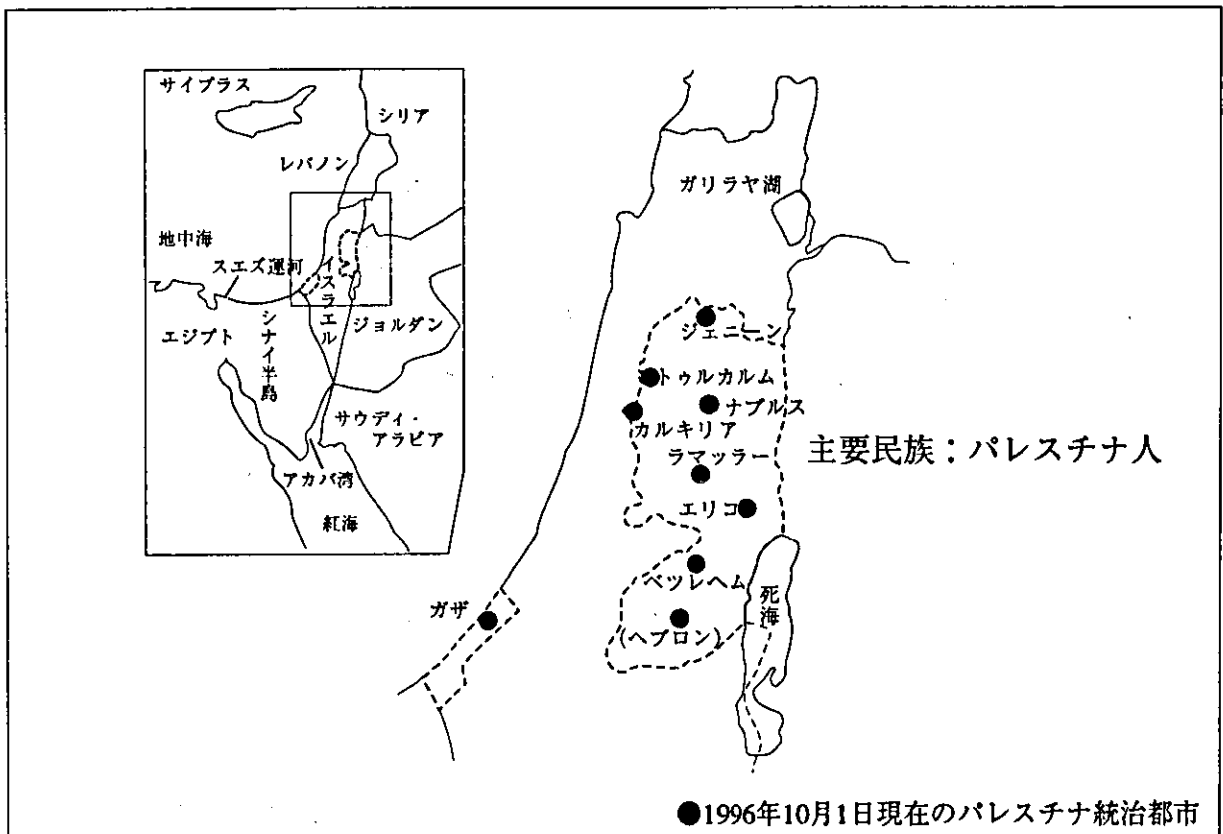 サイプラス
シリア
レバノン
地中海
スエズ運河
イスラエル
エジプト
シナイ半島
ジョルダン
サウディ・
アラビア
アカバ湾
紅海
ガリラヤ湖
ジェニーン
トゥルカルム
ナブルス
カルキリア
ラマッラー
主要民族：パレスチナ人
エリコ
ベツレヘム
死海
ガザ
(ヘブロン)
●1996年10月1日現在のパレスチナ統治都市